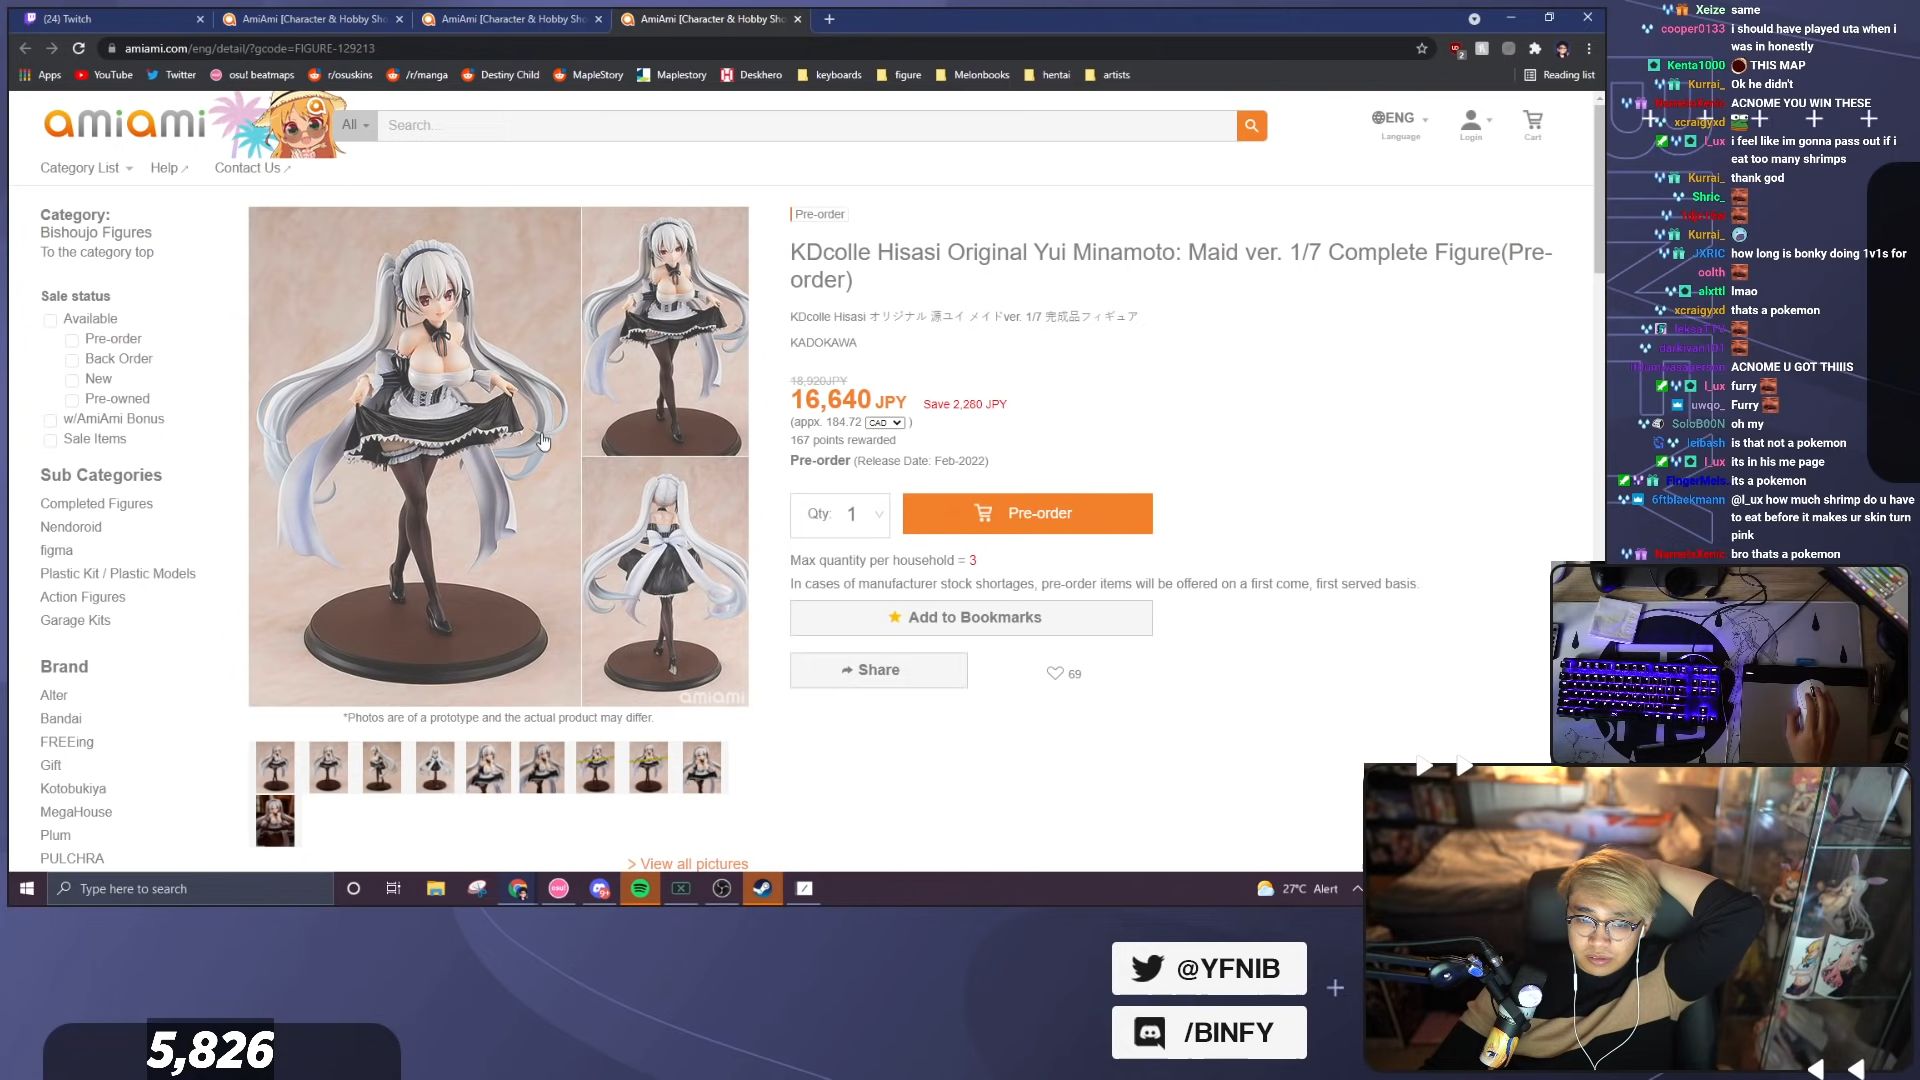 (24) Twitch
AmiAmi [Character & Hobby Sho
AmiAmi [Character & Hobby Sho
AmiAmi [Character & Hobby Sho
amiami.com/eng/detail/?gcode=FIGURE-129213
Apps
YouTube
Twitter
osu! beatmaps
r/osuskins
/r/manga
Destiny Child
MapleStory
Maplestory
Deskhero
keyboards
figure
Melonbooks
hentai
artists
Reading list
amiami
All
Search...
ENG
Language
Login
Cart
Category List
Help
Contact Us
Category:
Bishoujo Figures
To the category top
Sale status
Available
Pre-order
Back Order
New
Pre-owned
w/AmiAmi Bonus
Sale Items
Sub Categories
Completed Figures
Nendoroid
figma
Plastic Kit / Plastic Models
Action Figures
Garage Kits
Brand
Alter
Bandai
FREEing
Gift
Kotobukiya
MegaHouse
Plum
PULCHRA
amiami
*Photos are of a prototype and the actual product may differ.
> View all pictures
Pre-order
KDcolle Hisasi Original Yui Minamoto: Maid ver. 1/7 Complete Figure(Pre-
order)
KDcolle Hisasi オリジナル 源ユイ メイドver. 1/7 完成品フィギュア
KADOKAWA
18,920JPY
16,640 JPY Save 2,280 JPY
(appx. 184.72 CAD )
167 points rewarded
Pre-order (Release Date: Feb-2022)
Qty: 1
Pre-order
Max quantity per household = 3
In cases of manufacturer stock shortages, pre-order items will be offered on a first come, first served basis.
Add to Bookmarks
Share
69
Type here to search
27°C Alert
Xeize same
cooper0133 i should have played uta when i
was in honestly
Kenta1000 THIS MAP
Kurrai_ Ok he didn't
ACNOME YOU WIN THESE
xcraigyxd
l_ux i feel like im gonna pass out if i
eat too many shrimps
Kurrai_ thank god
Shric_
Kurrai_
JXRIC how long is bonky doing 1v1s for
oolth
alxttl lmao
xcraigyxd thats a pokemon
leksaTTV
darkivan101
ACNOME U GOT THIIIS
l_ux furry
uwqo_ Furry
SoloB00N oh my
leibash is that not a pokemon
l_ux its in his me page
its a pokemon
6ftblackmann @l_ux how much shrimp do u have
to eat before it makes ur skin turn
pink
bro thats a pokemon
@YFNIB
/BINFY
5,826